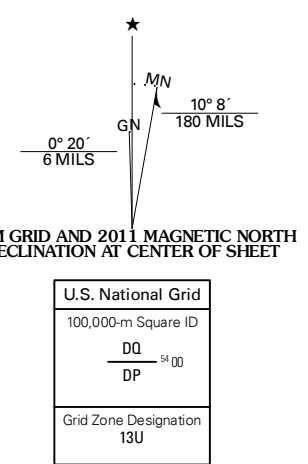 ★
MN
GN
10° 8´
180 MILS
0° 20´
6 MILS
M GRID AND 2011 MAGNETIC NORTH
ECLINATION AT CENTER OF SHEET
U.S. National Grid
100,000-m Square ID
DQ
54 00
DP
Grid Zone Designation
13U